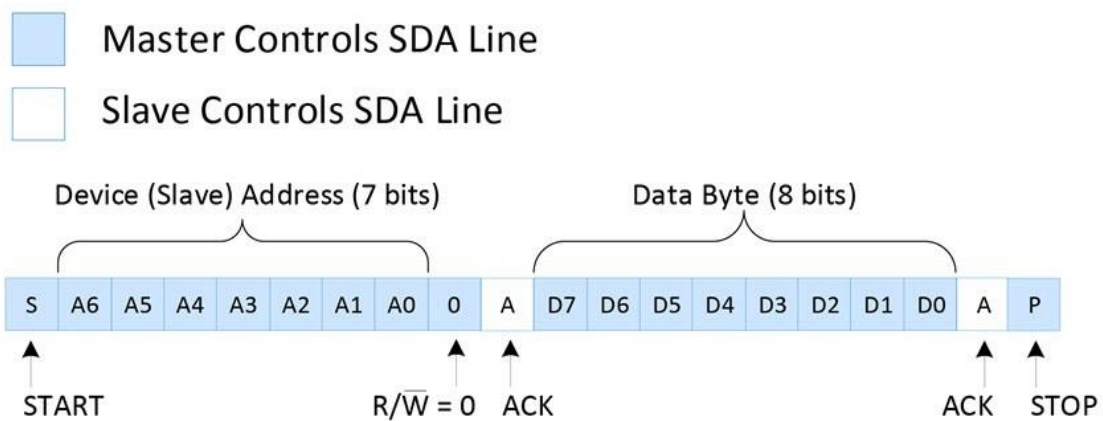 Master Controls SDA Line
Slave Controls SDA Line
Device (Slave) Address (7 bits) Data Byte (8 bits)
S A6 A5 A4 A3 A2 A1 A0 0 A D7 D6 D5 D4 D3 D2 D1 D0 A P
START R/W̅ = 0 ACK ACK STOP